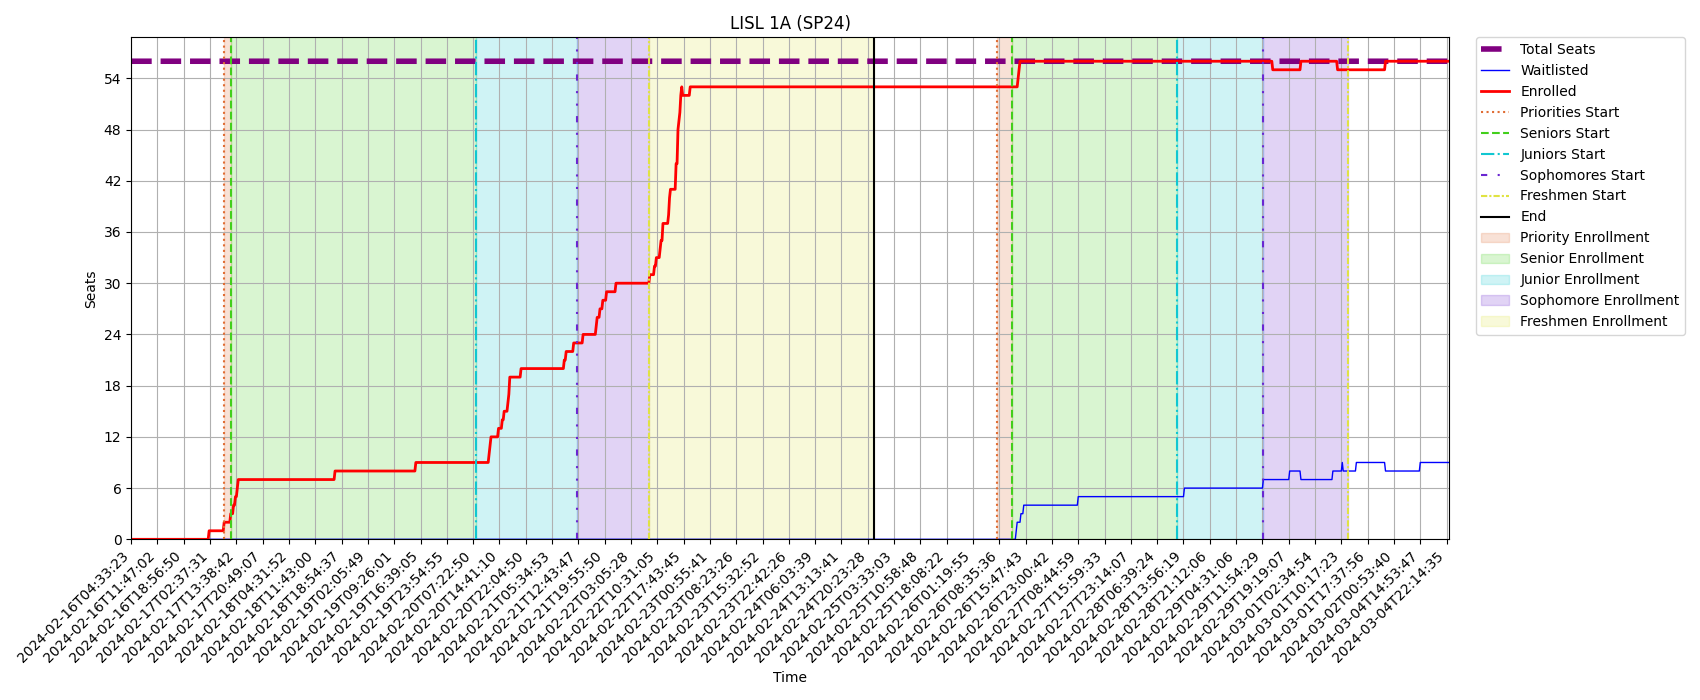 LISL 1A (SP24)
Total Seats
Waitlisted
Enrolled
Priorities Start
Seniors Start
Juniors Start
Sophomores Start
Freshmen Start
End
Priority Enrollment
Senior Enrollment
Junior Enrollment
Sophomore Enrollment
Freshmen Enrollment
Seats
54
48
42
36
30
24
18
12
6
0
2024-02-16T04:33:23
2024-02-16T11:47:02
2024-02-16T18:56:50
2024-02-17T02:37:31
2024-02-17T13:38:42
2024-02-17T20:49:07
2024-02-18T04:31:52
2024-02-18T11:43:00
2024-02-18T18:54:37
2024-02-19T02:05:49
2024-02-19T09:26:01
2024-02-19T16:39:05
2024-02-19T23:54:55
2024-02-20T07:22:50
2024-02-20T14:41:10
2024-02-20T22:04:50
2024-02-21T05:34:53
2024-02-21T12:43:47
2024-02-21T19:55:50
2024-02-22T03:05:28
2024-02-22T10:31:05
2024-02-22T17:43:45
2024-02-23T00:55:41
2024-02-23T08:23:26
2024-02-23T15:32:52
2024-02-23T22:42:26
2024-02-24T06:03:39
2024-02-24T13:13:41
2024-02-24T20:23:28
2024-02-25T03:33:03
2024-02-25T10:58:48
2024-02-25T18:08:22
2024-02-26T01:19:55
2024-02-26T08:35:36
2024-02-26T15:47:43
2024-02-26T23:00:42
2024-02-27T08:44:59
2024-02-27T15:59:33
2024-02-27T23:14:07
2024-02-28T06:39:24
2024-02-28T13:56:19
2024-02-28T21:12:06
2024-02-29T04:31:06
2024-02-29T11:54:29
2024-02-29T19:19:07
2024-03-01T02:34:54
2024-03-01T10:17:23
2024-03-01T17:37:56
2024-03-02T00:53:40
2024-03-04T14:53:47
2024-03-04T22:14:35
Time